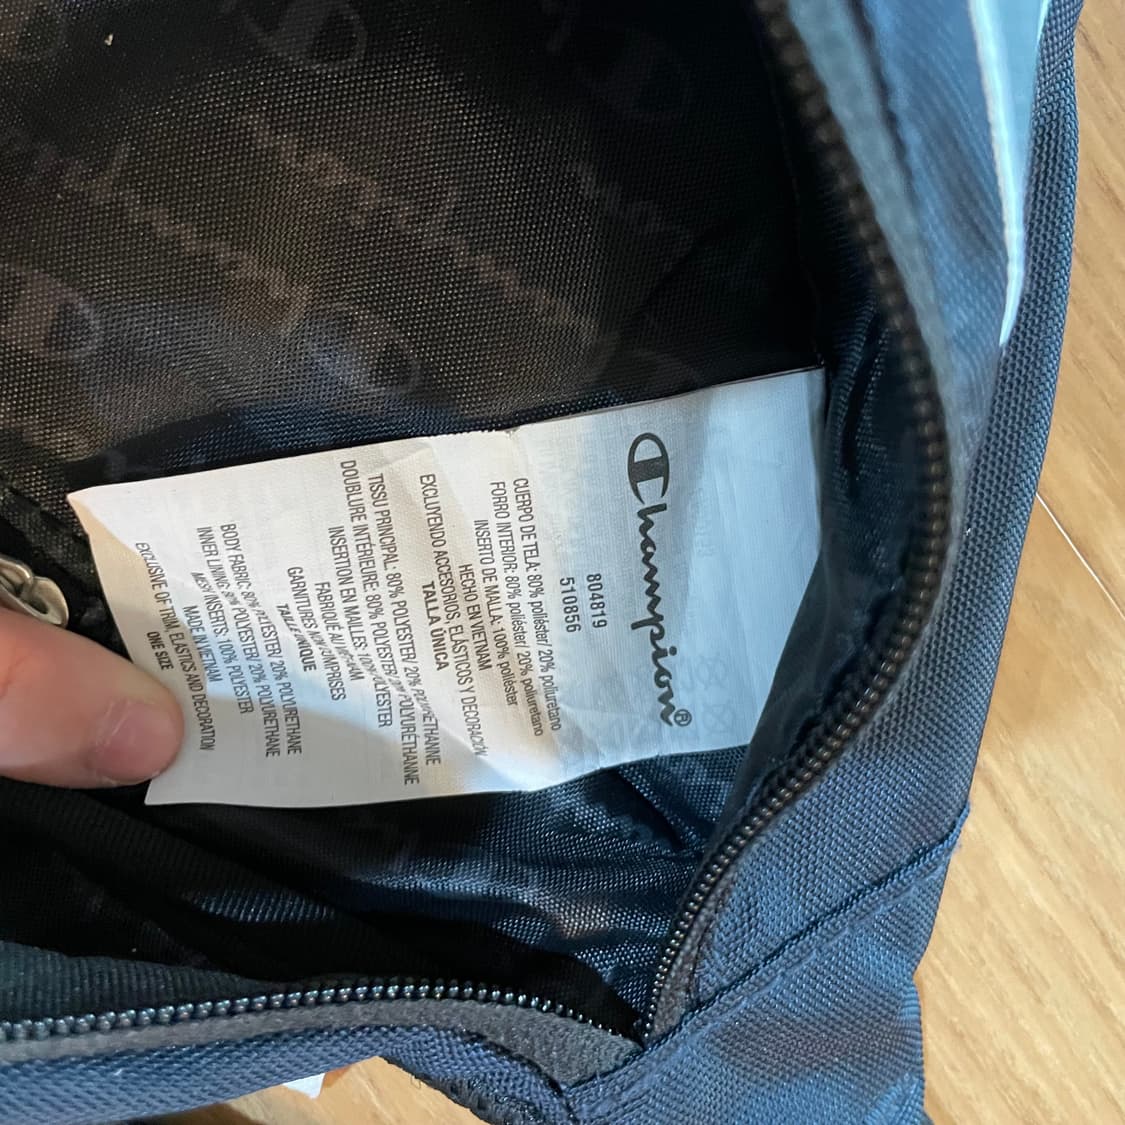 Champion®
804819
510856
CUERPO DE TELA: 80% poliéster/ 20% poliuretano
FORRO INTERIOR: 80% poliéster/ 20% poliuretano
INSERTO DE MALLA: 100% poliéster
HECHO EN VIETNAM
EXCLUYENDO ACCESORIOS, ELÁSTICOS Y DECORACIÓN
TALLA ÚNICA
TISSU PRINCIPAL: 80% POLYESTER/ 20% POLYURÉTHANNE
DOUBLURE INTÉRIEURE: 80% POLYESTER/ 20% POLYURÉTHANNE
INSERTION EN MAILLES: 100% POLYESTER
FABRIQUÉ AU VIETNAM
GARNITURES NON COMPRISES
TAILLE UNIQUE
BODY FABRIC: 80% POLYESTER/ 20% POLYURETHANE
INNER LINING: 80% POLYESTER/ 20% POLYURETHANE
MESH INSERTS: 100% POLYESTER
MADE IN VIETNAM
EXCLUSIVE OF TRIM, ELASTICS AND DECORATION
ONE SIZE